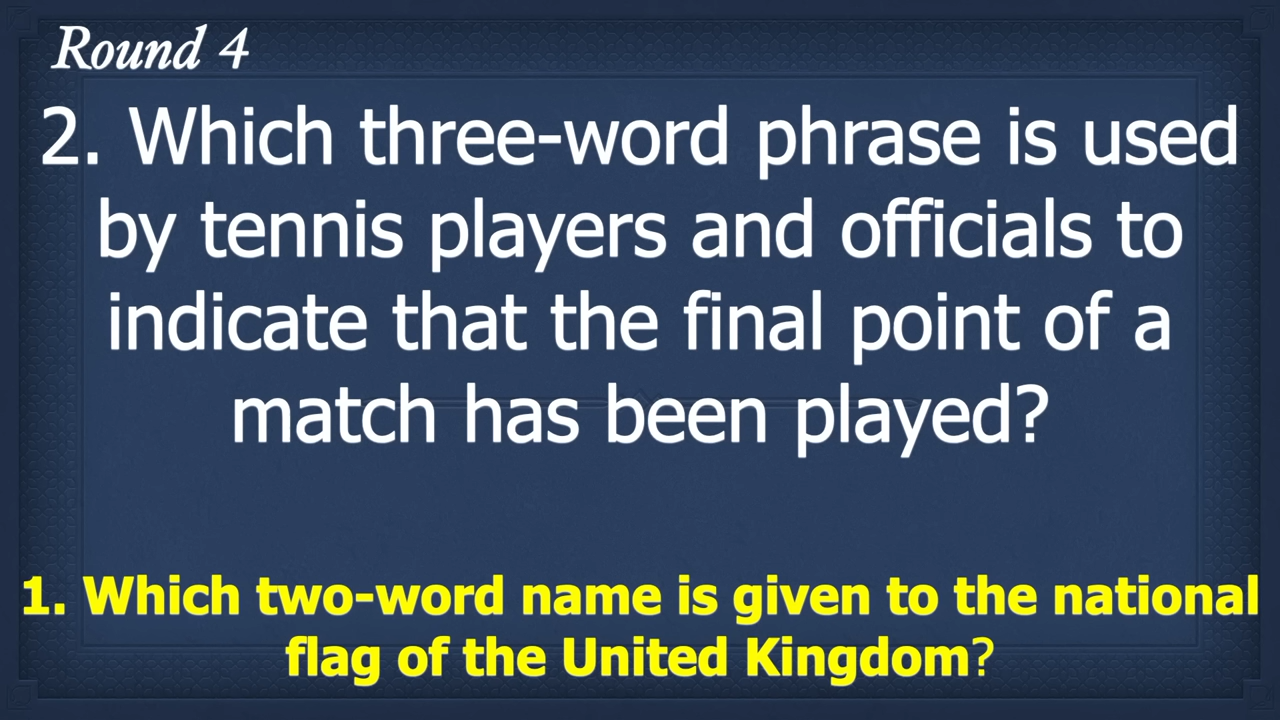 Round 4
2. Which three-word phrase is used
by tennis players and officials to
indicate that the final point of a
match has been played?
1. Which two-word name is given to the national
flag of the United Kingdom?